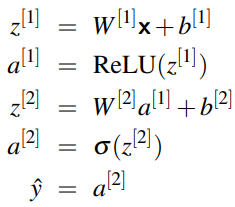 z^[1] = W^[1]x + b^[1]
a^[1] = ReLU(z^[1])
z^[2] = W^[2]a^[1] + b^[2]
a^[2] = σ(z^[2])
ŷ = a^[2]